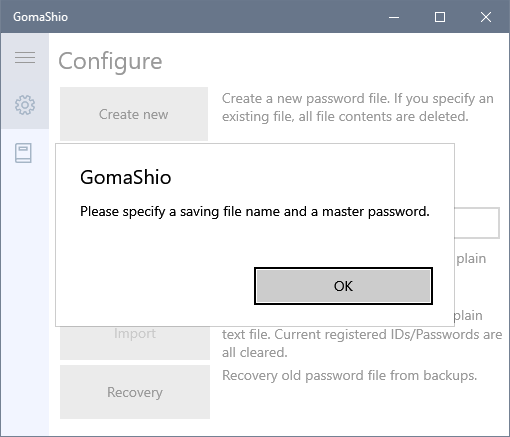 GomaShio
Configure
Create new
Create a new password file. If you specify an
existing file, all file contents are deleted.
GomaShio
Please specify a saving file name and a master password.
OK
plain
plain
Import
text file. Current registered IDs/Passwords are
all cleared.
Recovery
Recovery old password file from backups.